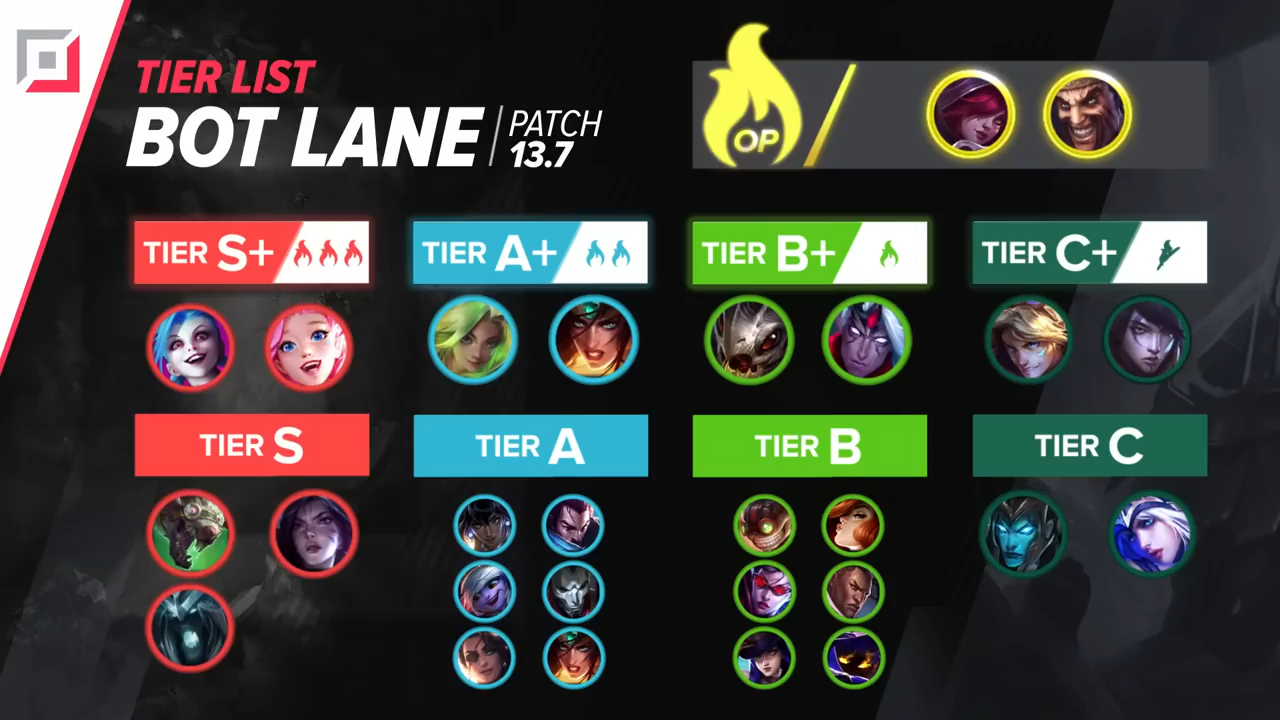 TIER LIST
BOT LANE
PATCH
13.7
OP
TIER S+
TIER A+
TIER B+
TIER C+
TIER S
TIER A
TIER B
TIER C